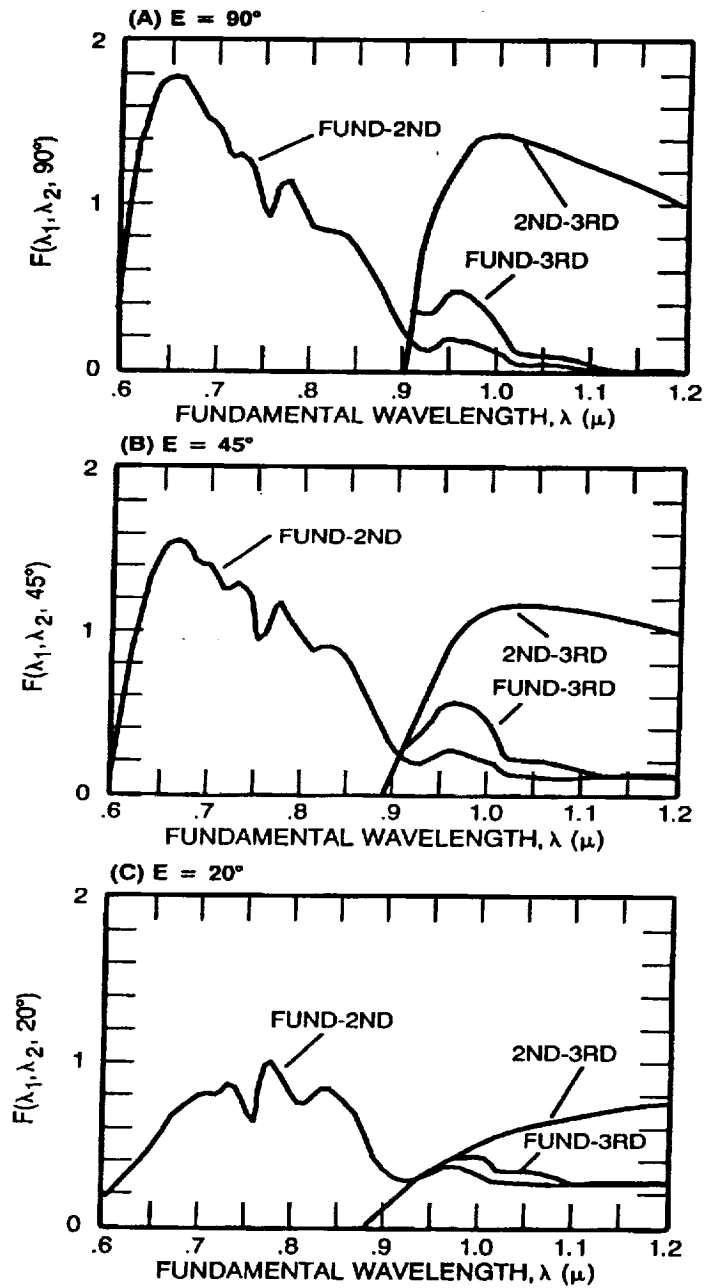 (A) E = 90°
2
1
0
F(λ₁, λ₂, 90°)
FUND-2ND
2ND-3RD
FUND-3RD
.6 .7 .8 .9 1.0 1.1 1.2
FUNDAMENTAL WAVELENGTH, λ (μ)
(B) E = 45°
2
1
0
F(λ₁, λ₂, 45°)
FUND-2ND
2ND-3RD
FUND-3RD
.6 .7 .8 .9 1.0 1.1 1.2
FUNDAMENTAL WAVELENGTH, λ (μ)
(C) E = 20°
2
1
0
F(λ₁, λ₂, 20°)
FUND-2ND
2ND-3RD
FUND-3RD
.6 .7 .8 .9 1.0 1.1 1.2
FUNDAMENTAL WAVELENGTH, λ (μ)